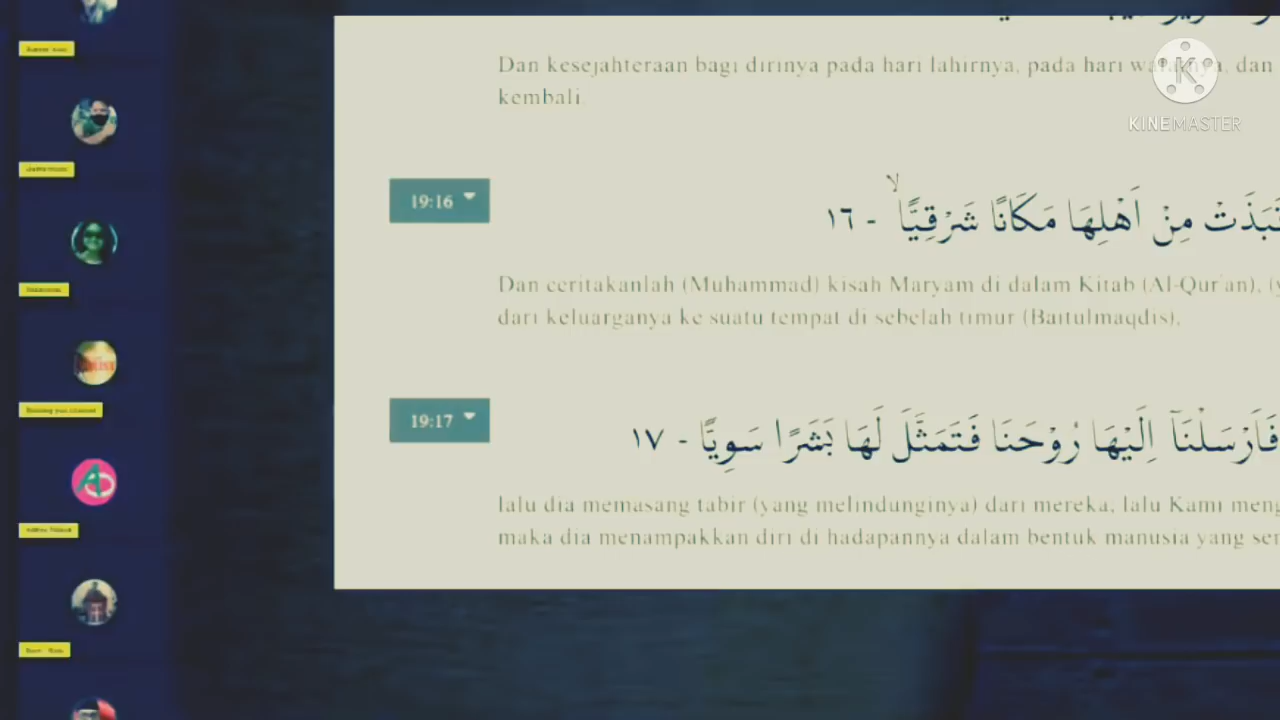 Dan kesejahteraan bagi dirinya pada hari lahirnya, pada hari wafatnya, dan
kembali.
KINEMASTER
19:16
تَبَذَتْ مِنْ اَهْلِهَا مَكَانًا شَرْقِيًّا ۙ - ١٦
Dan ceritakanlah (Muhammad) kisah Maryam di dalam Kitab (Al-Qur'an), (y
dari keluarganya ke suatu tempat di sebelah timur (Baitulmaqdis),
19:17
فَاَرْسَلْنَآ اِلَيْهَا رُوْحَنَا فَتَمَثَّلَ لَهَا بَشَرًا سَوِيًّا - ١٧
lalu dia memasang tabir (yang melindunginya) dari mereka, lalu Kami meng
maka dia menampakkan diri di hadapannya dalam bentuk manusia yang sem